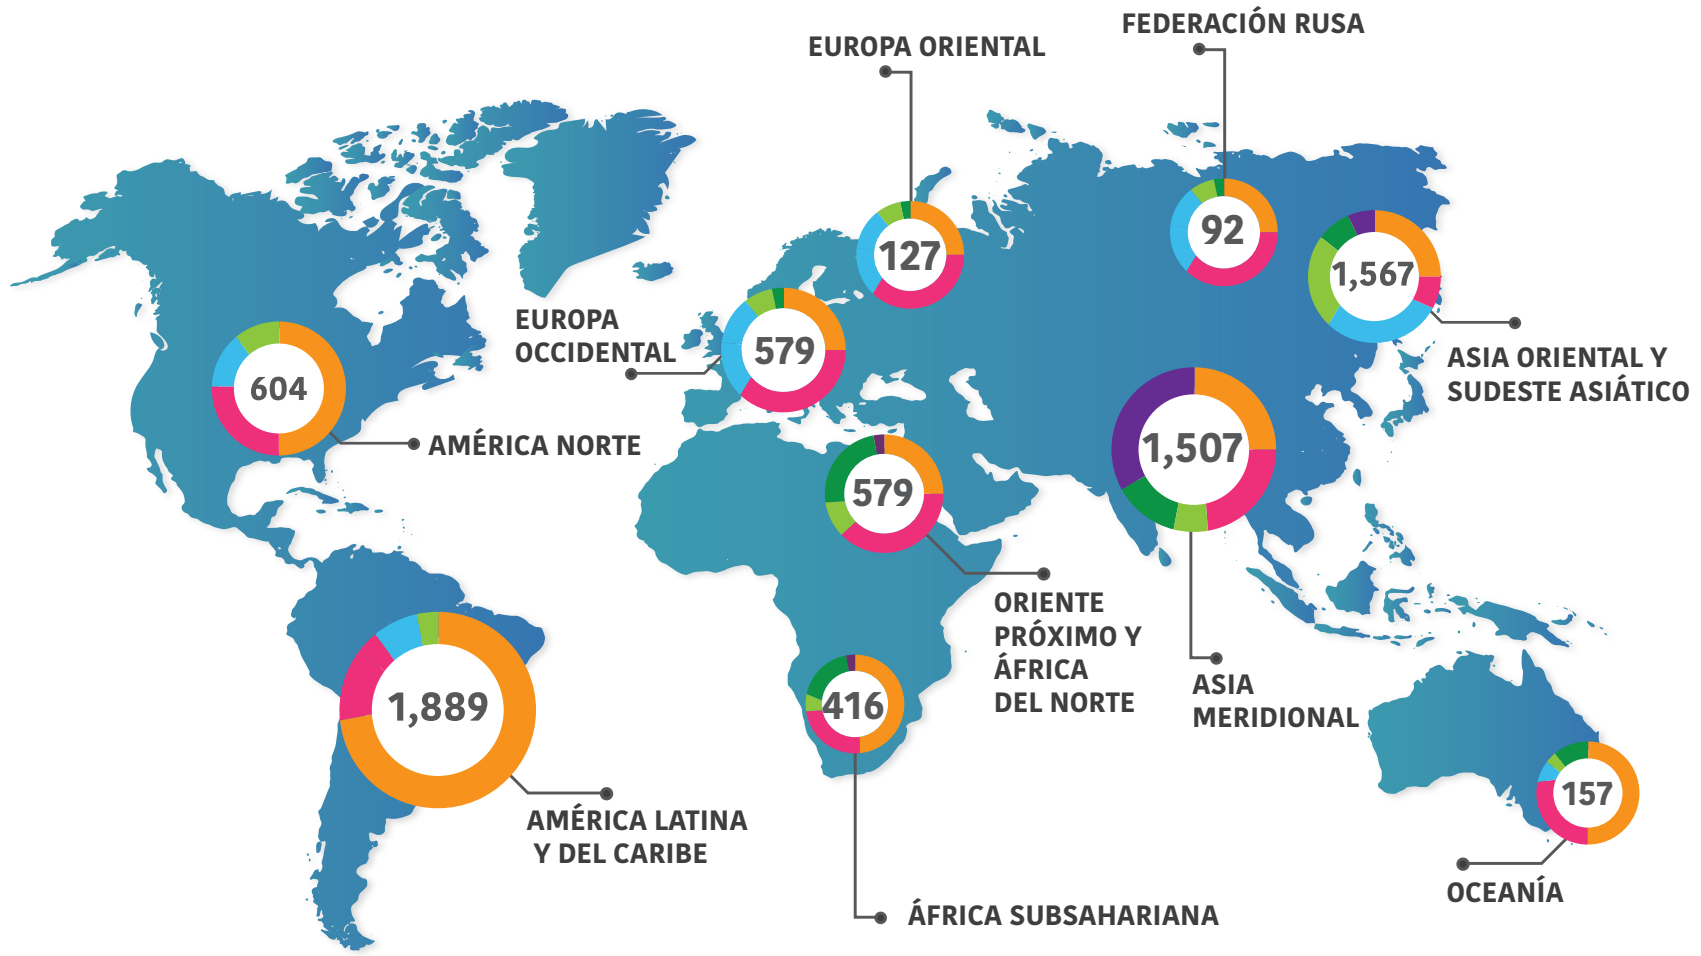 FEDERACIÓN RUSA
EUROPA ORIENTAL
92
127
1,567
EUROPA
OCCIDENTAL
579
ASIA ORIENTAL Y
SUDESTE ASIÁTICO
604
AMÉRICA NORTE
1,507
579
ORIENTE
PRÓXIMO Y
ÁFRICA
DEL NORTE
ASIA
MERIDIONAL
1,889
416
AMÉRICA LATINA
Y DEL CARIBE
157
OCEANÍA
ÁFRICA SUBSAHARIANA